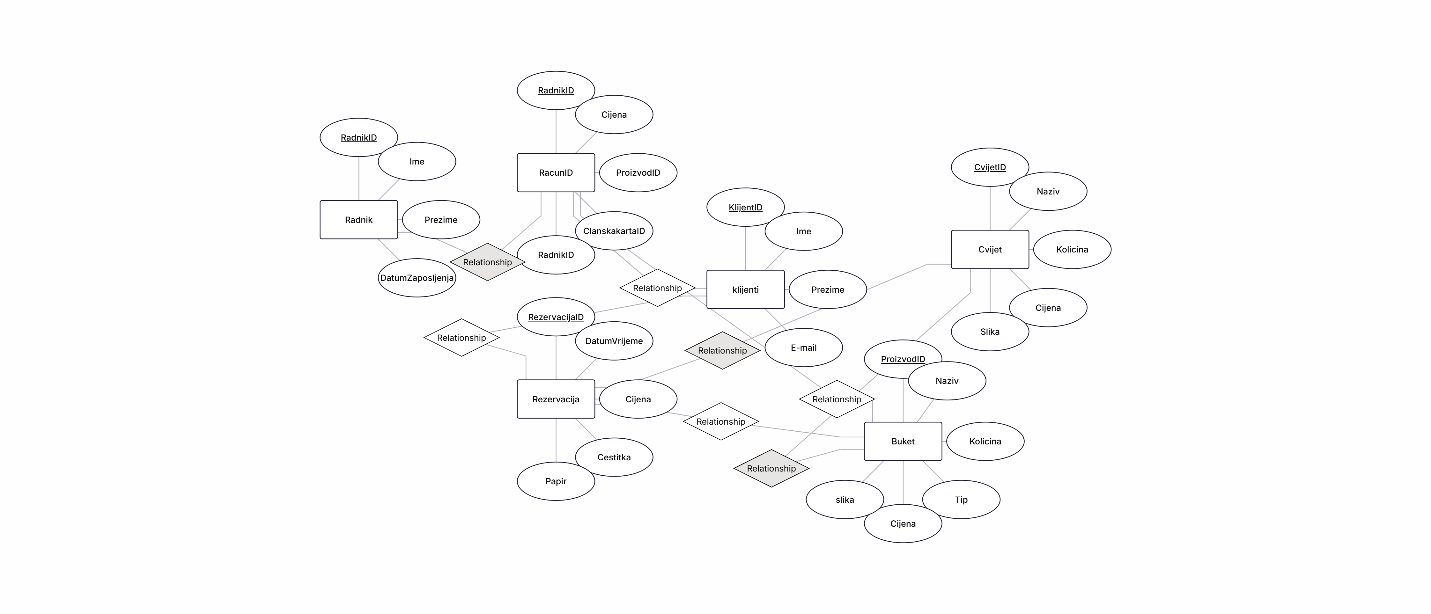 RadnikID
Cijena
RadnikID
Ime
RacunID
ProizvodID
CvijetID
Naziv
Radnik
Prezime
KlijentID
Ime
ClanskakartaID
Cvijet
Kolicina
Relationship
RadnikID
DatumZaposljenja
Relationship
klijenti
Prezime
Cijena
Slika
RezervacijaID
Relationship
DatumVrijeme
Relationship
E-mail
ProizvodID
Naziv
Rezervacija
Cijena
Relationship
Relationship
Buket
Kolicina
Cestitka
Relationship
Papir
slika
Tip
Cijena